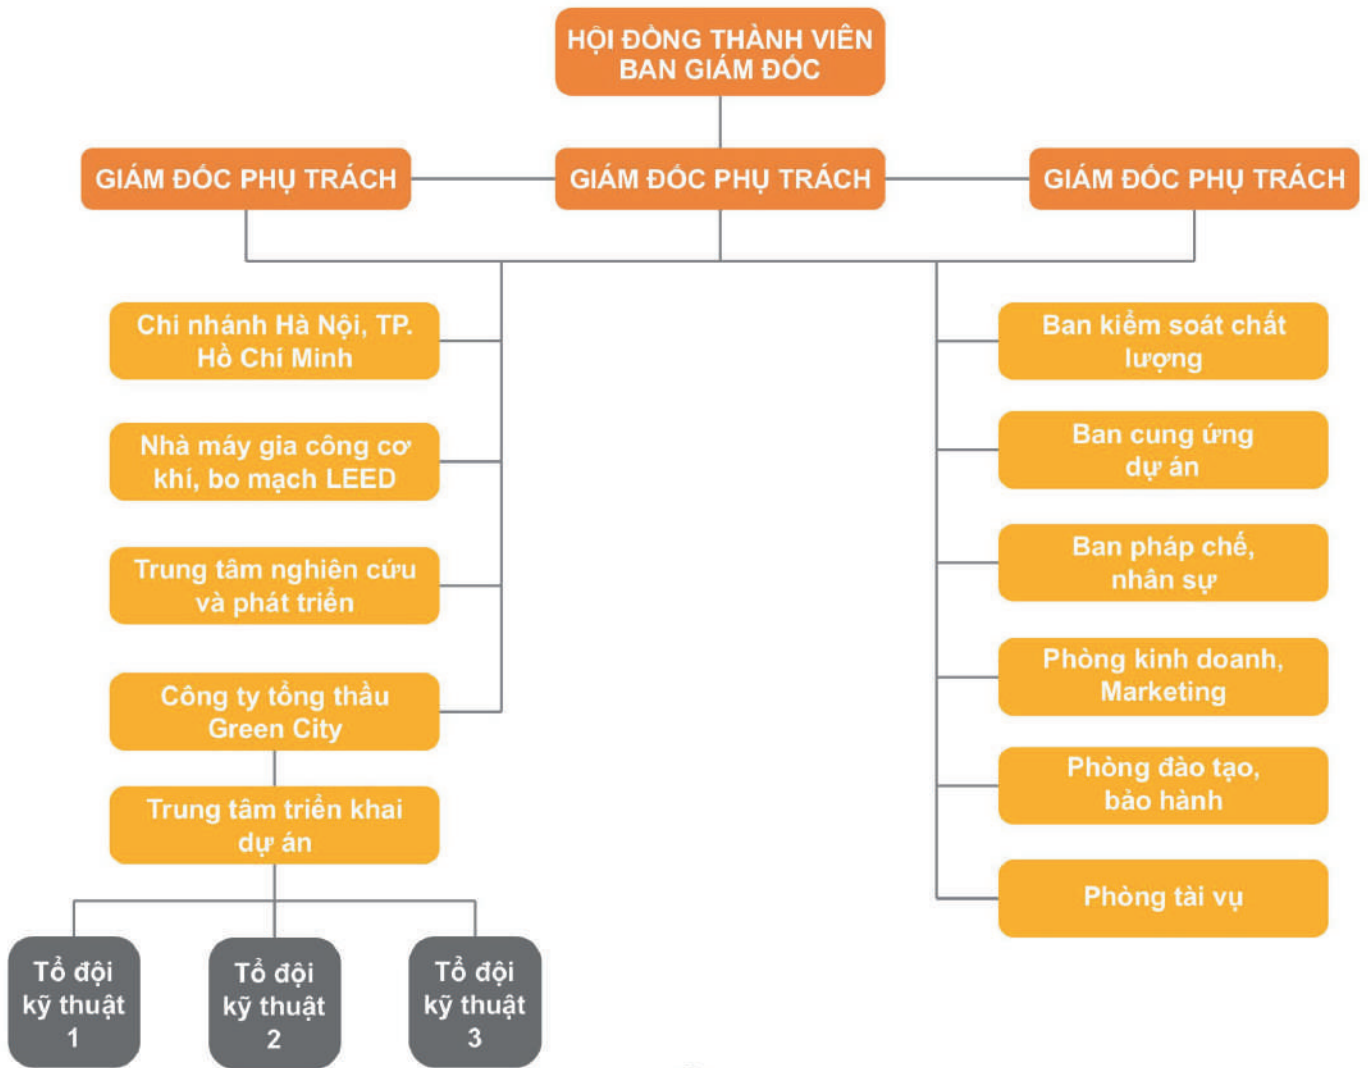 HỘI ĐỒNG THÀNH VIÊN
BAN GIÁM ĐỐC
GIÁM ĐỐC PHỤ TRÁCH
GIÁM ĐỐC PHỤ TRÁCH
GIÁM ĐỐC PHỤ TRÁCH
Chi nhánh Hà Nội, TP.
Hồ Chí Minh
Nhà máy gia công cơ
khí, bo mạch LEED
Trung tâm nghiên cứu
và phát triển
Công ty tổng thầu
Green City
Trung tâm triển khai
dự án
Tổ đội
kỹ thuật
1
Tổ đội
kỹ thuật
2
Tổ đội
kỹ thuật
3
Ban kiểm soát chất
lượng
Ban cung ứng
dự án
Ban pháp chế,
nhân sự
Phòng kinh doanh,
Marketing
Phòng đào tạo,
bảo hành
Phòng tài vụ